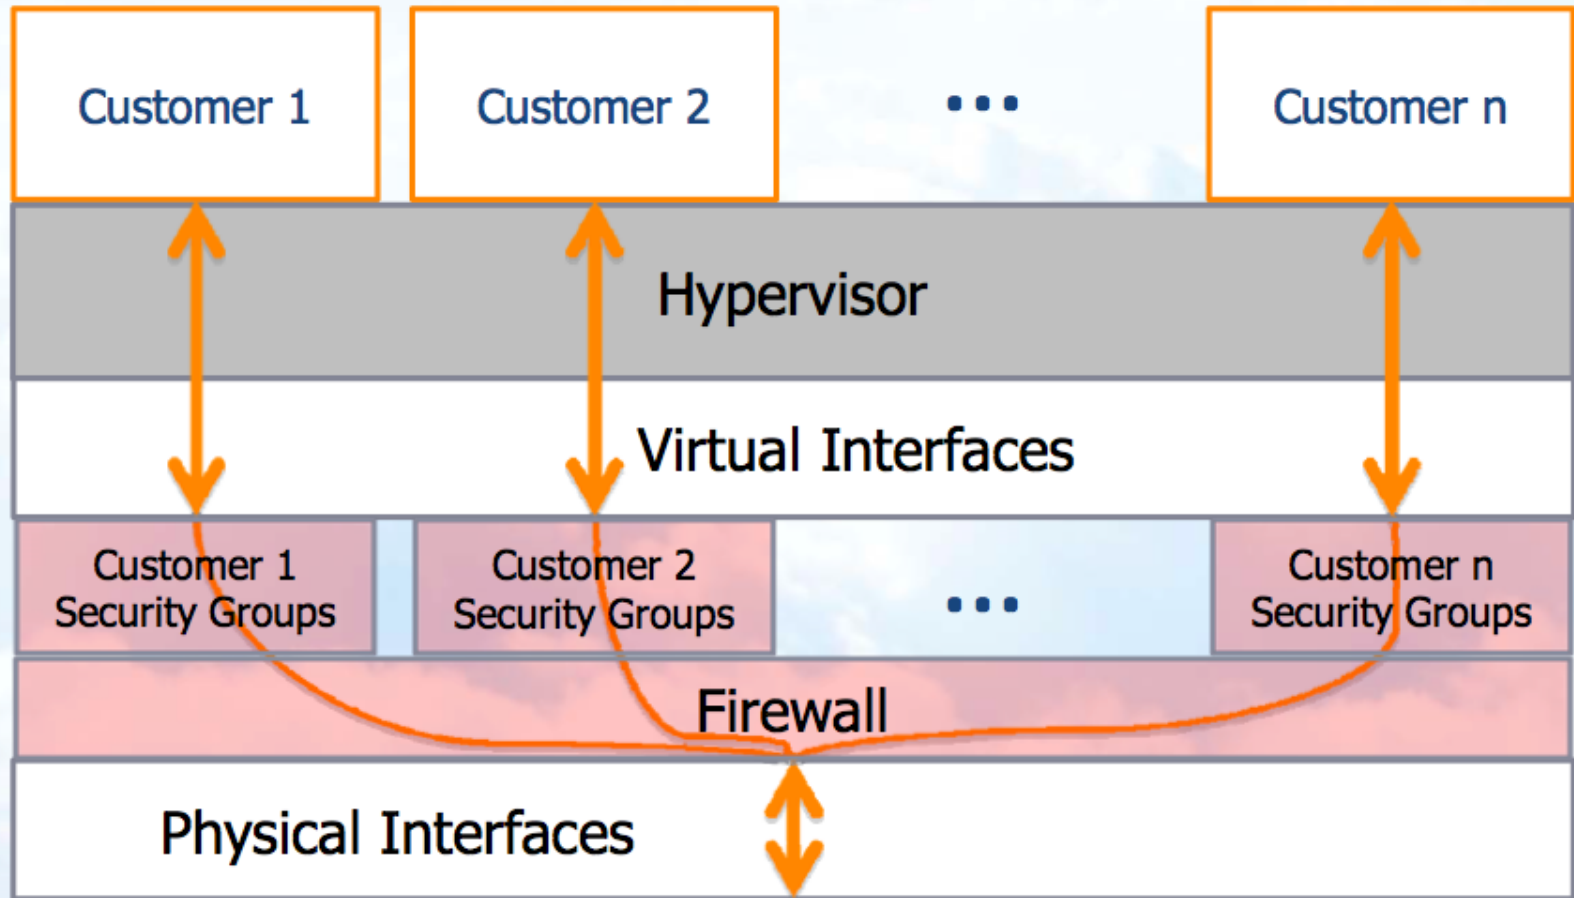 Customer 1
Customer 2
...
Customer n
Hypervisor
Virtual Interfaces
Customer 1
Security Groups
Customer 2
Security Groups
...
Customer n
Security Groups
Firewall
Physical Interfaces